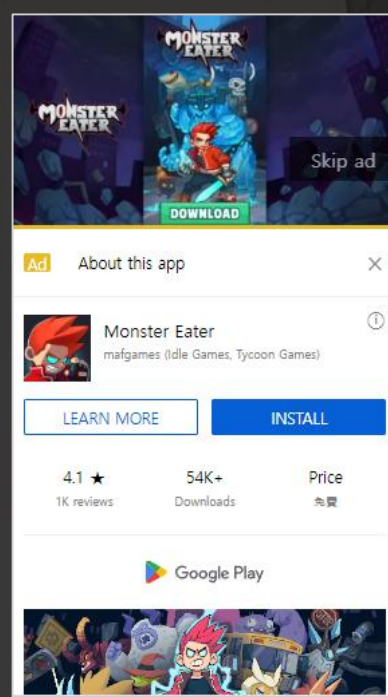 MONSTER
EATER
MONSTER
EATER
Skip ad
DOWNLOAD
Ad About this app
Monster Eater
mafgames (Idle Games, Tycoon Games)
LEARN MORE INSTALL
4.1 ★ 54K+ Price
1K reviews Downloads 免費
Google Play